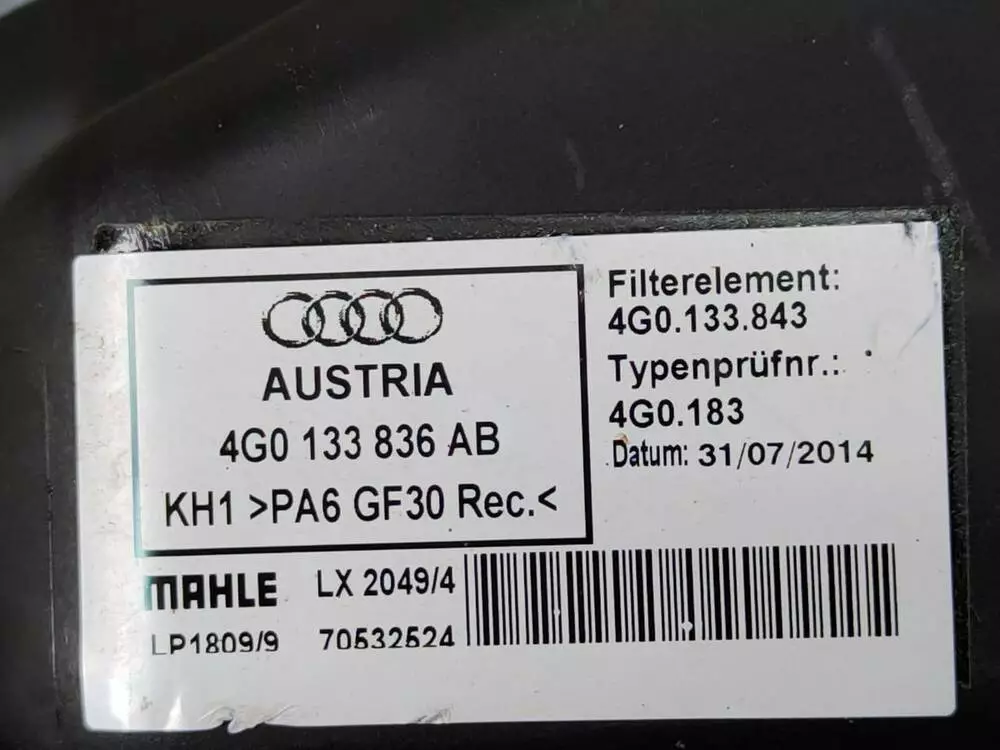 AUSTRIA
4G0 133 836 AB
KH1 >PA6 GF30 Rec.<
Filterelement:
4G0.133.843
Typenprüfnr.:
4G0.183
Datum: 31/07/2014
MAHLE LX 2049/4
LP1809/9 70532524